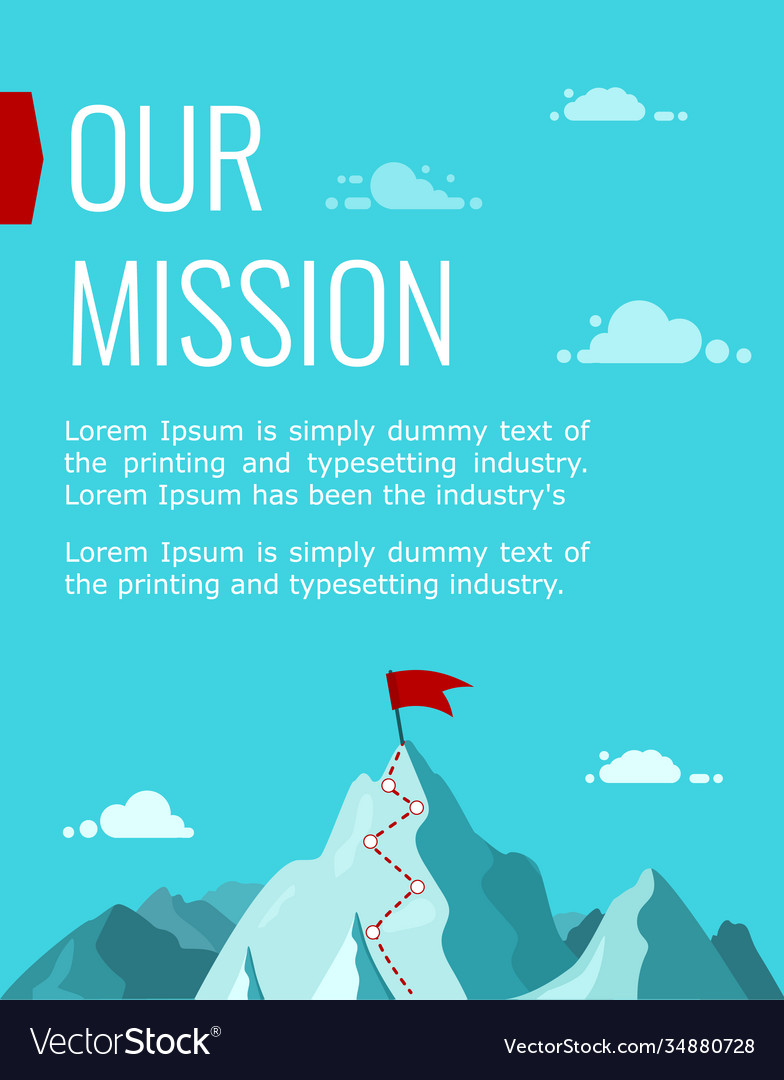 OUR
MISSION
Lorem Ipsum is simply dummy text of
the printing and typesetting industry.
Lorem Ipsum has been the industry's
Lorem Ipsum is simply dummy text of
the printing and typesetting industry.
VectorStock®
VectorStock.com/34880728